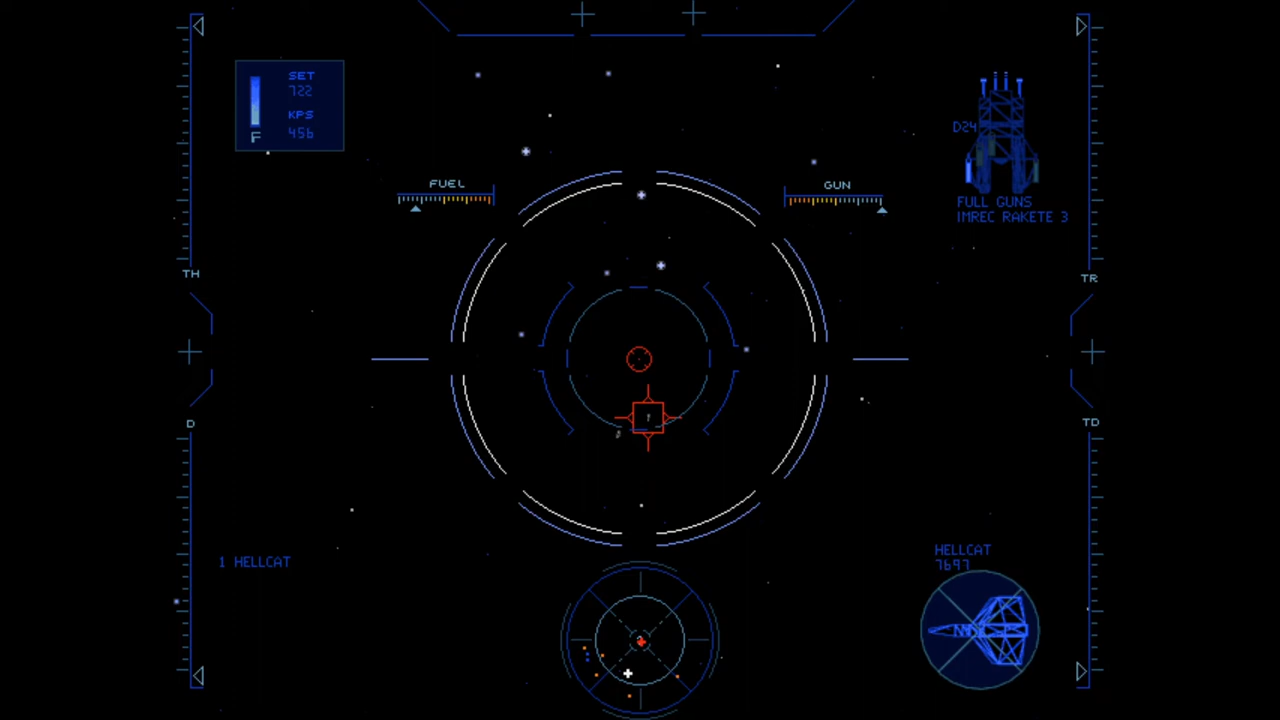 SET
722
KPS
456
F
FUEL
GUN
D24
FULL GUNS
IMREC RAKETE 3
TH
TR
D
TD
1 HELLCAT
HELLCAT
7697